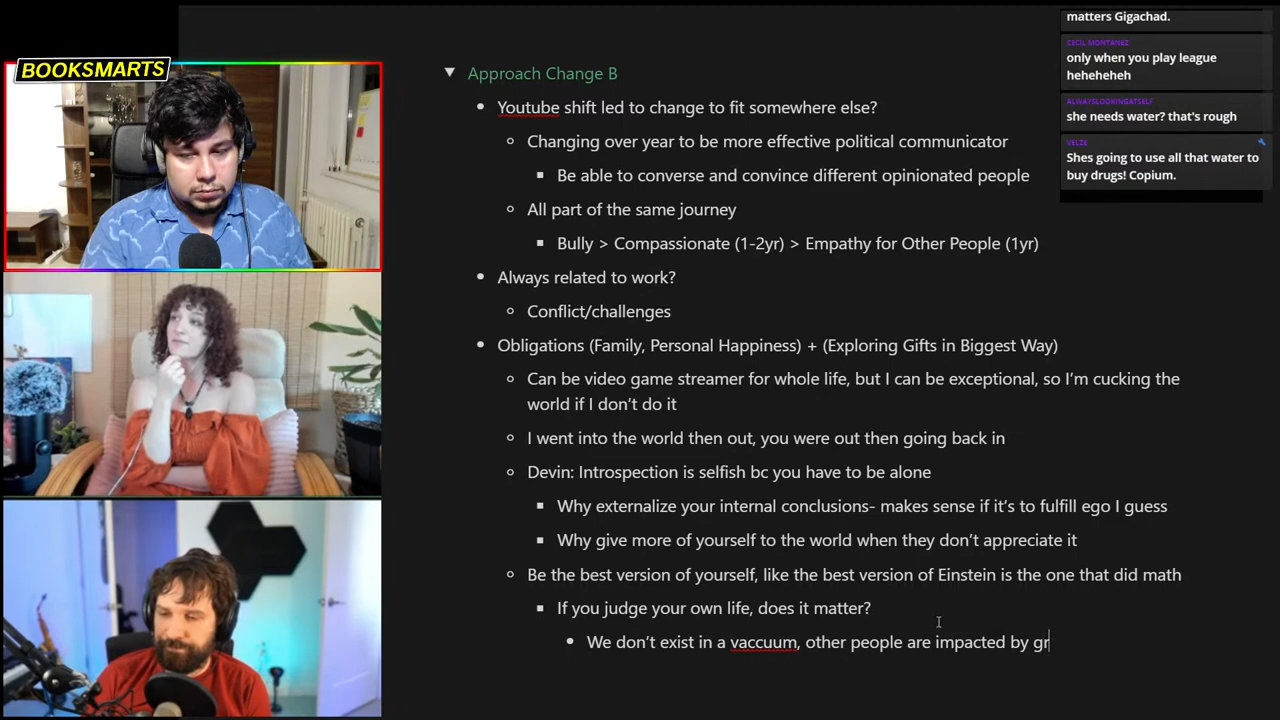 BOOKSMARTS
Approach Change B
Youtube shift led to change to fit somewhere else?
Changing over year to be more effective political communicator
Be able to converse and convince different opinionated people
All part of the same journey
Bully > Compassionate (1-2yr) > Empathy for Other People (1yr)
Always related to work?
Conflict/challenges
Obligations (Family, Personal Happiness) + (Exploring Gifts in Biggest Way)
Can be video game streamer for whole life, but I can be exceptional, so I'm cucking the
world if I don't do it
I went into the world then out, you were out then going back in
Devin: Introspection is selfish bc you have to be alone
Why externalize your internal conclusions- makes sense if it's to fulfill ego I guess
Why give more of yourself to the world when they don't appreciate it
Be the best version of yourself, like the best version of Einstein is the one that did math
If you judge your own life, does it matter?
We don't exist in a vaccuum, other people are impacted by gr
matters Gigachad.
CECIL MONTANEZ
only when you play league
heheheheh
ALWAYSLOOKINGATSELF
she needs water? that's rough
VELZE
Shes going to use all that water to
buy drugs! Copium.